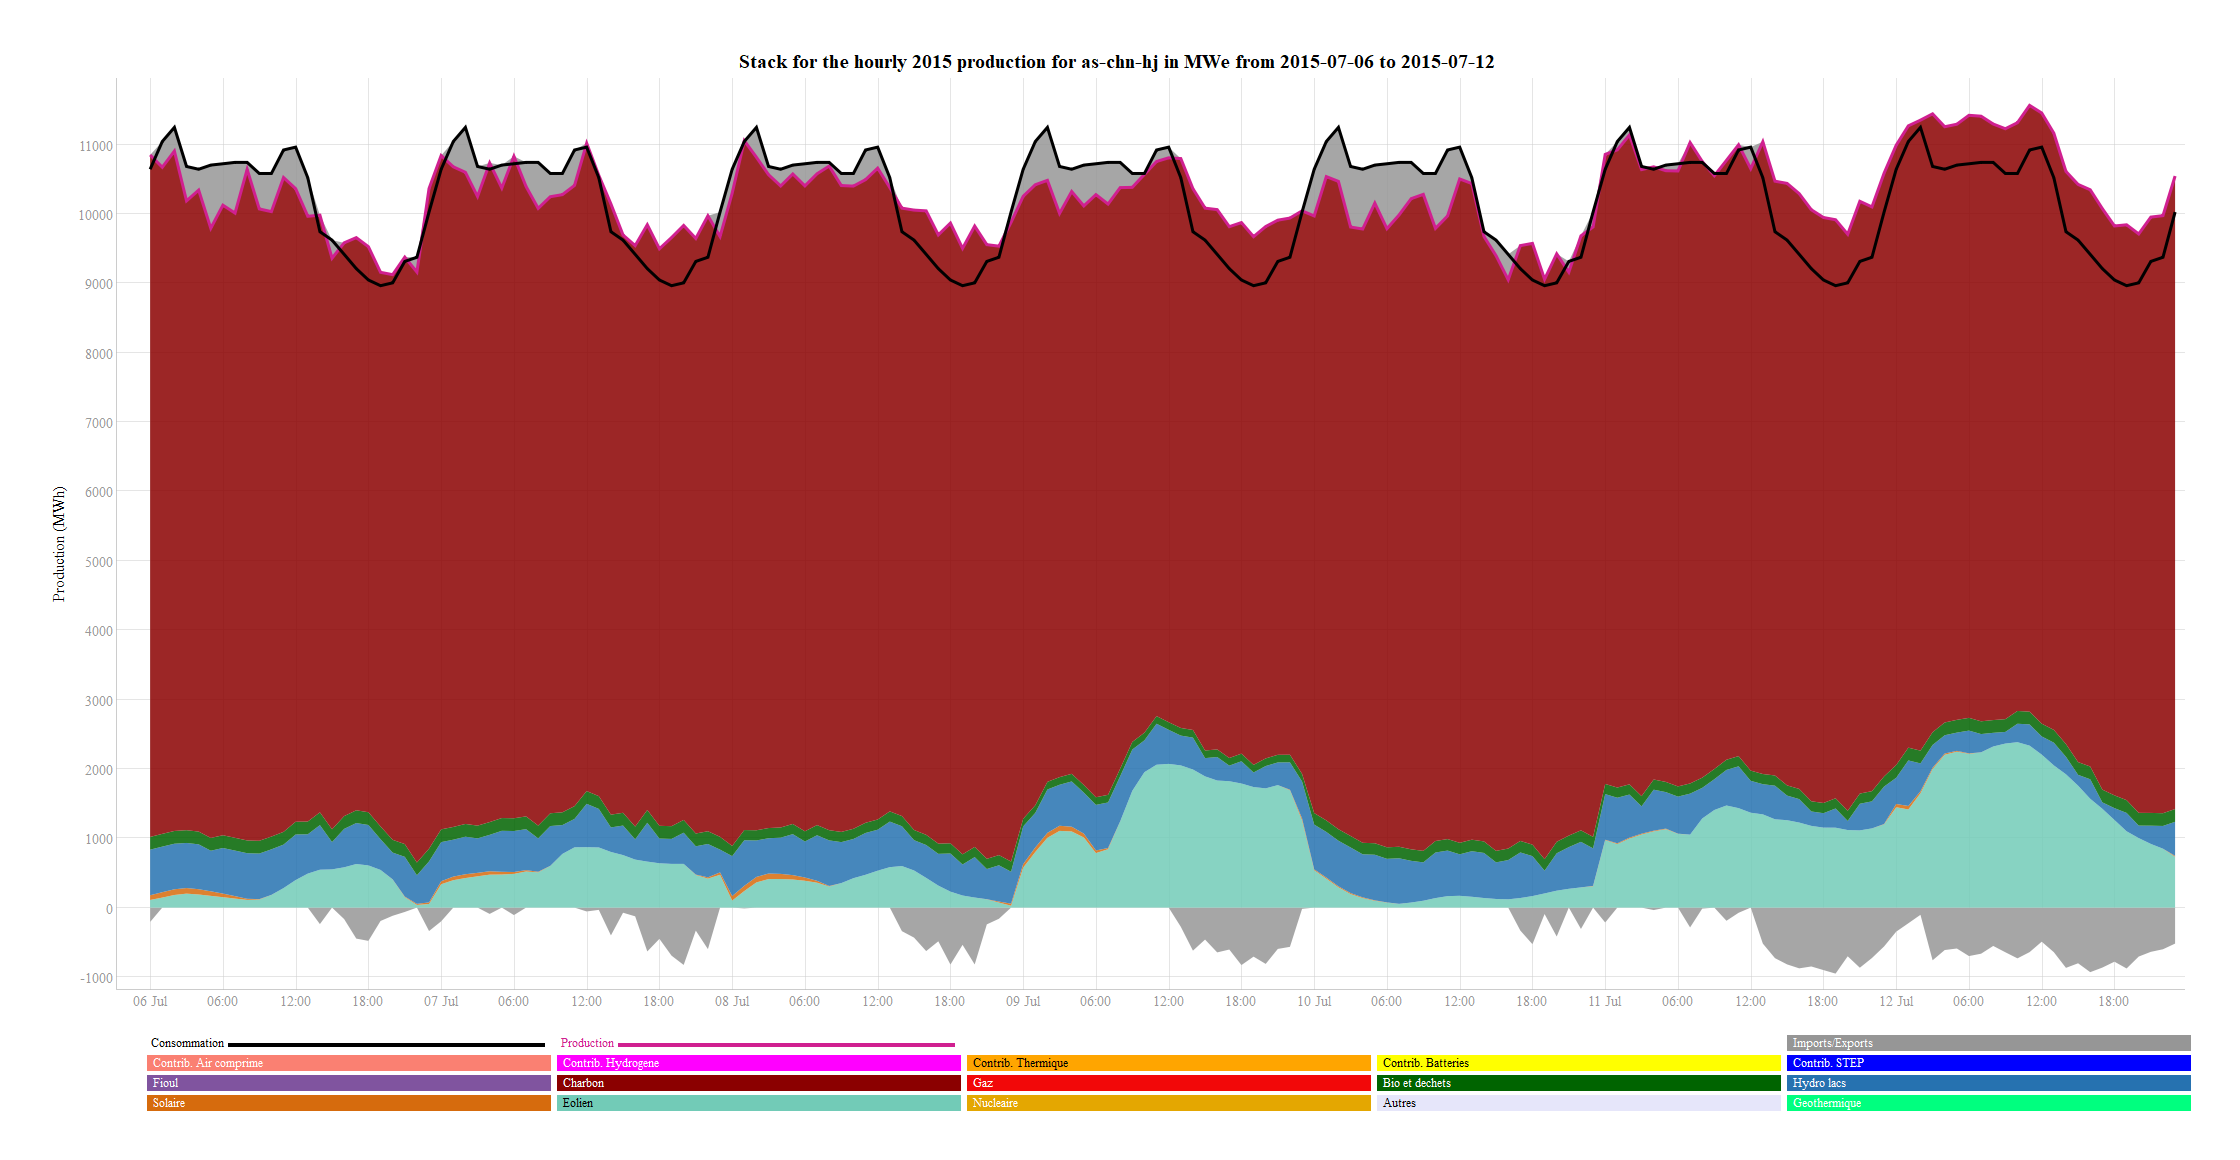 Stack for the hourly 2015 production for as-chn-hj in MWe from 2015-07-06 to 2015-07-12
Production (MWh)
11000
10000
9000
8000
7000
6000
5000
4000
3000
2000
1000
0
-1000
06 Jul 06:00 12:00 18:00 07 Jul 06:00 12:00 18:00 08 Jul 06:00 12:00 18:00 09 Jul 06:00 12:00 18:00 10 Jul 06:00 12:00 18:00 11 Jul 06:00 12:00 18:00 12 Jul 06:00 12:00 18:00
Consommation Production Imports/Exports
Contrib. Air comprime Contrib. Hydrogene Contrib. Thermique Contrib. Batteries Contrib. STEP
Fioul Charbon Gaz Bio et dechets Hydro lacs
Solaire Eolien Nucleaire Autres Geothermique